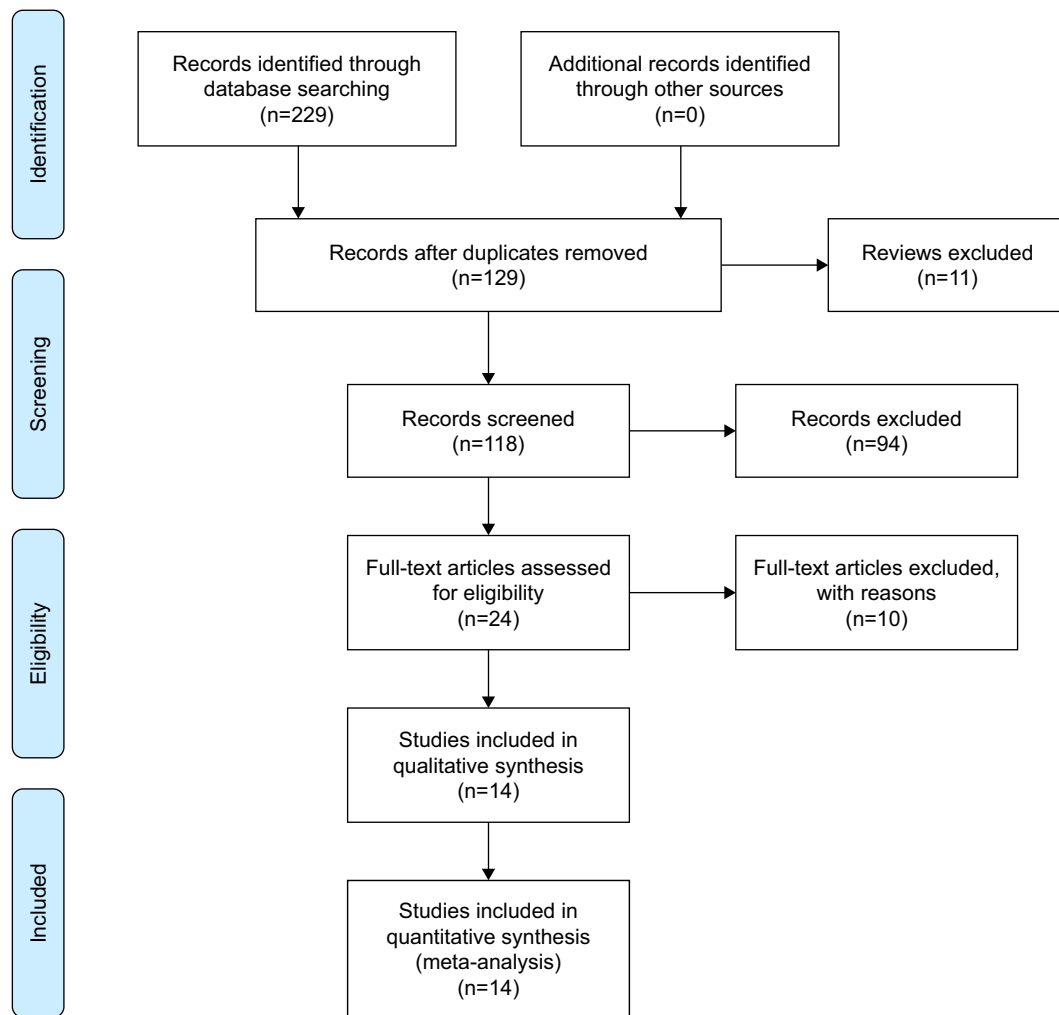 Identification
Records identified through
database searching
(n=229)
Additional records identified
through other sources
(n=0)
Records after duplicates removed
(n=129)
Reviews excluded
(n=11)
Screening
Records screened
(n=118)
Records excluded
(n=94)
Eligibility
Full-text articles assessed
for eligibility
(n=24)
Full-text articles excluded,
with reasons
(n=10)
Studies included in
qualitative synthesis
(n=14)
Included
Studies included in
quantitative synthesis
(meta-analysis)
(n=14)